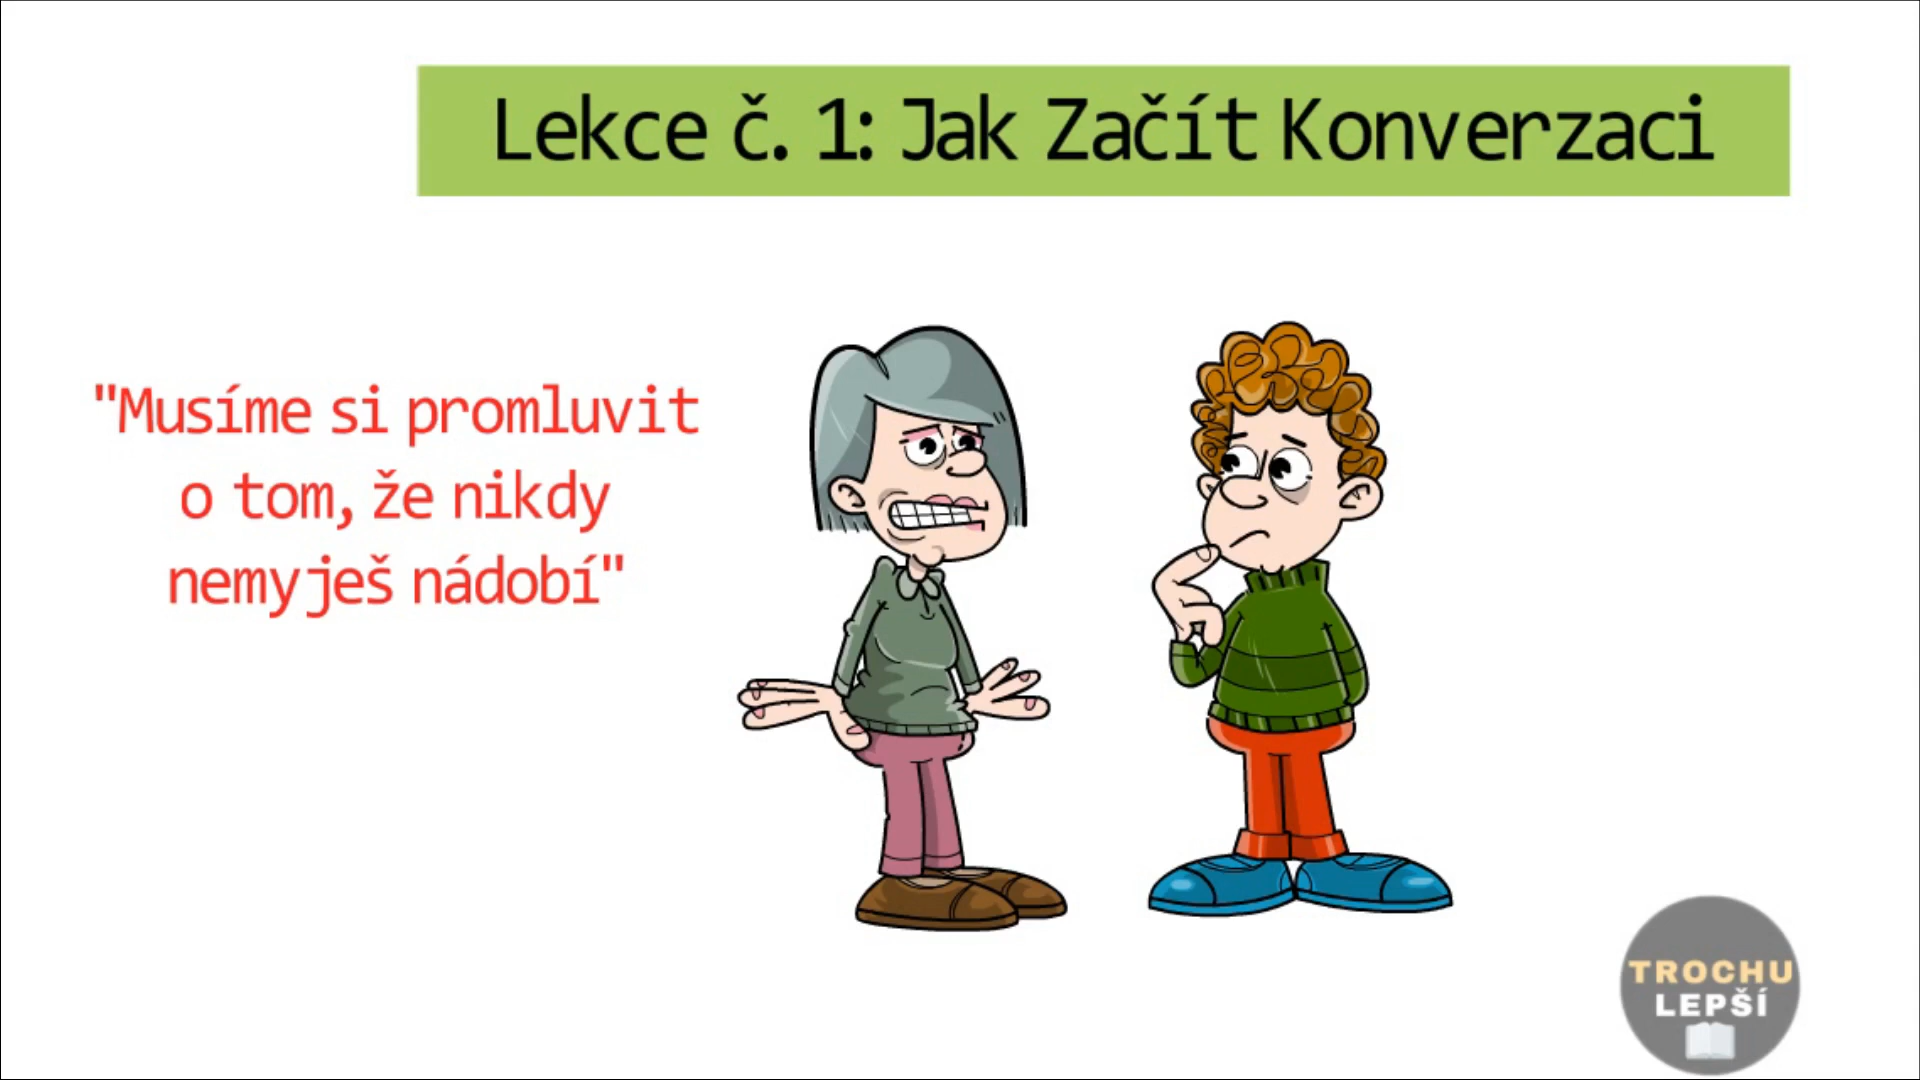 Lekce č. 1: Jak Začít Konverzaci
"Musíme si promluvit
o tom, že nikdy
nemyješ nádobí"
TROCHU
LEPŠÍ